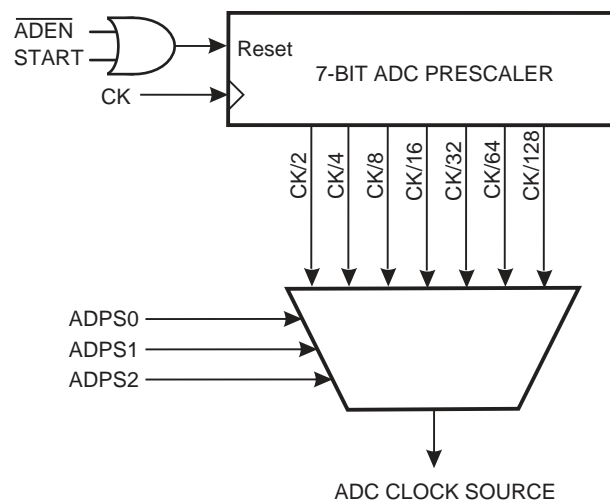 ADEN
START
Reset
7-BIT ADC PRESCALER
CK
CK/2
CK/4
CK/8
CK/16
CK/32
CK/64
CK/128
ADPS0
ADPS1
ADPS2
ADC CLOCK SOURCE